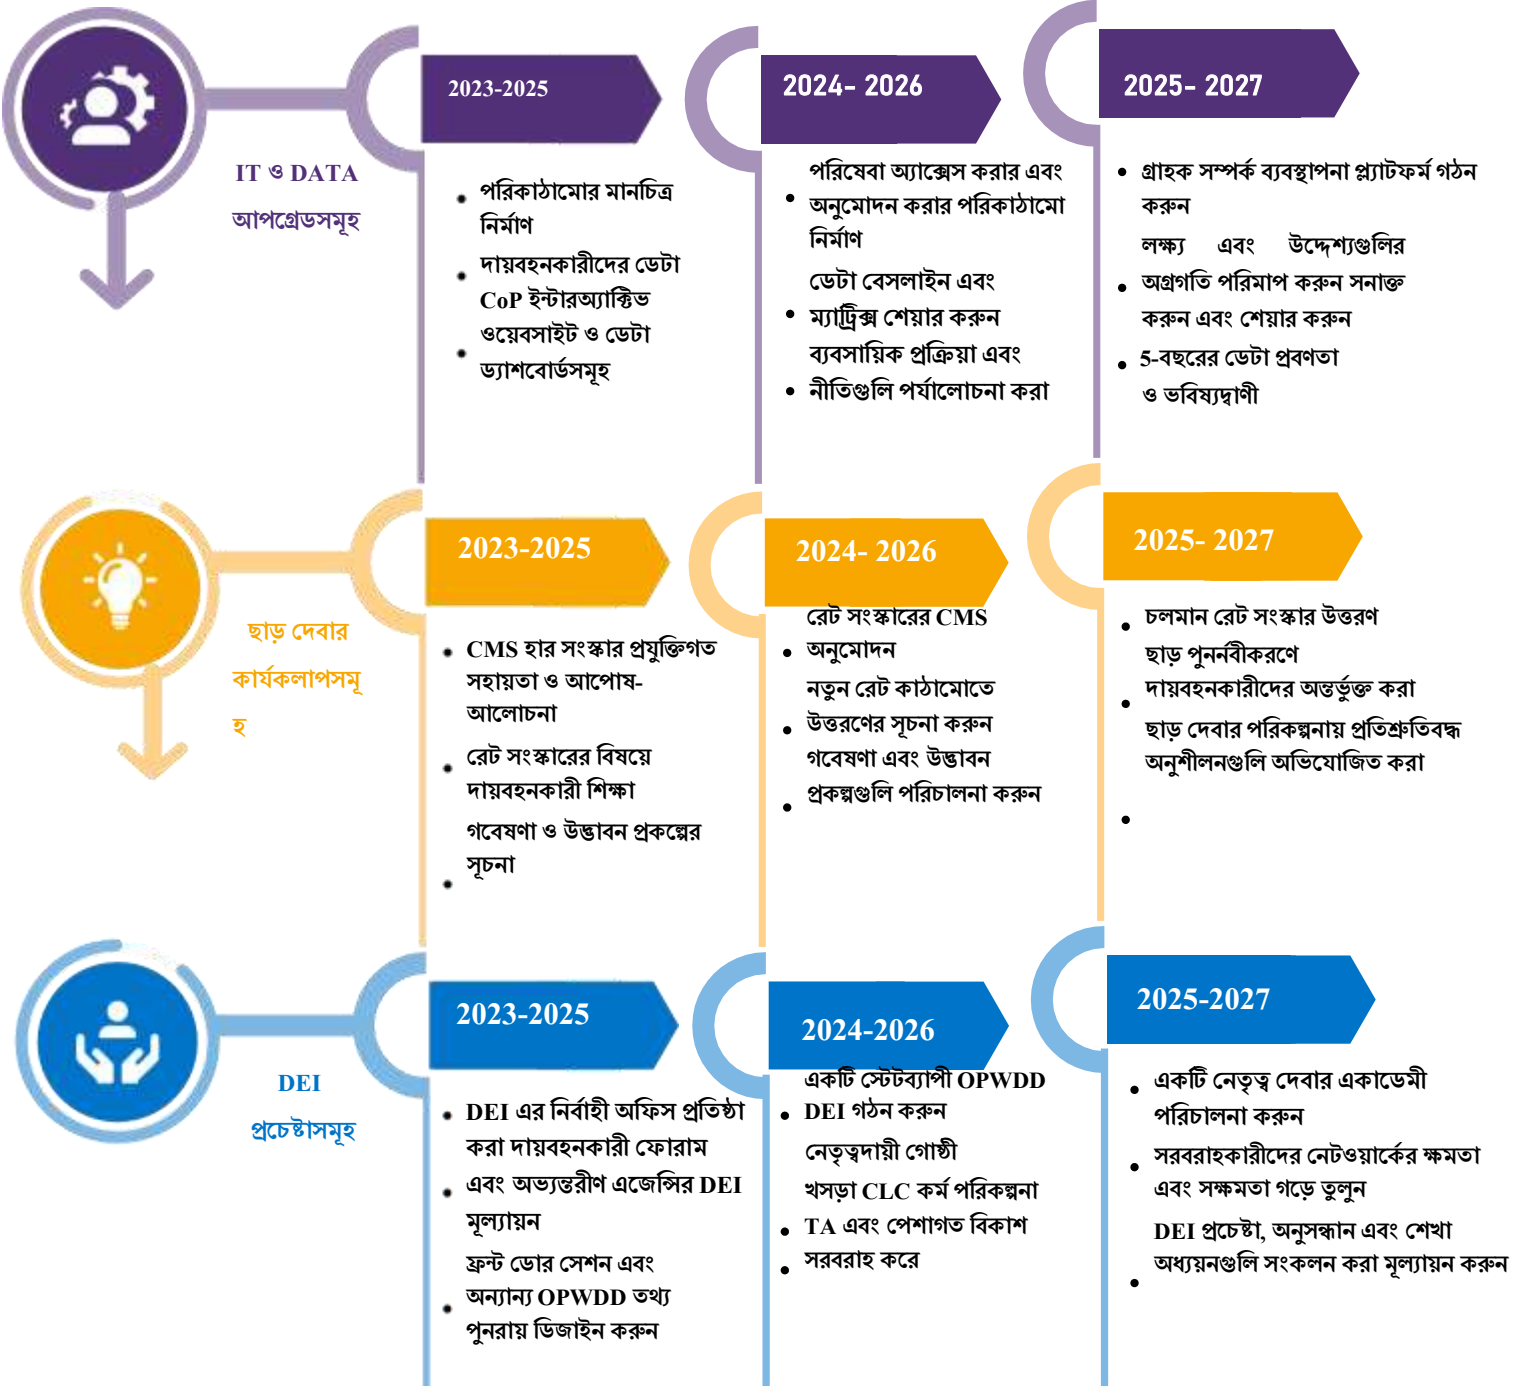 IT ও DATA
আপগ্রেডসমূহ
2023-2025
পরিকাঠামোর মানচিত্র
নির্মাণ
দায়বহনকারীদের ডেটা
CoP ইন্টারঅ্যাক্টিভ
ওয়েবসাইট ও ডেটা
ড্যাশবোর্ডসমূহ
2024- 2026
পরিষেবা অ্যাক্সেস করার এবং
অনুমোদন করার পরিকাঠামো
নির্মাণ
ডেটা বেসলাইন এবং
ম্যাট্রিক্স শেয়ার করুন
ব্যবসায়িক প্রক্রিয়া এবং
নীতিগুলি পর্যালোচনা করা
2025- 2027
গ্রাহক সম্পর্ক ব্যবস্থাপনা প্ল্যাটফর্ম গঠন
করুন
লক্ষ্য এবং উদ্দেশ্যগুলির
অগ্রগতি পরিমাপ করুন সনাক্ত
করুন এবং শেয়ার করুন
5-বছরের ডেটা প্রবণতা
ও ভবিষ্যদ্বাণী
ছাড় দেবার
কার্যকলাপসমূ
হ
2023-2025
CMS হার সংস্কার প্রযুক্তিগত
সহায়তা ও আপোষ-
আলোচনা
রেট সংস্কারের বিষয়ে
দায়বহনকারী শিক্ষা
গবেষণা ও উদ্ভাবন প্রকল্পের
সূচনা
2024- 2026
রেট সংস্কারের CMS
অনুমোদন
নতুন রেট কাঠামোতে
উত্তরণের সূচনা করুন
গবেষণা এবং উদ্ভাবন
প্রকল্পগুলি পরিচালনা করুন
2025- 2027
চলমান রেট সংস্কার উত্তরণ
ছাড় পুনর্নবীকরণে
দায়বহনকারীদের অন্তর্ভুক্ত করা
ছাড় দেবার পরিকল্পনায় প্রতিশ্রুতিবদ্ধ
অনুশীলনগুলি অভিযোজিত করা
DEI
প্রচেষ্টাসমূহ
2023-2025
DEI এর নির্বাহী অফিস প্রতিষ্ঠা
করা দায়বহনকারী ফোরাম
এবং অভ্যন্তরীণ এজেন্সির DEI
মূল্যায়ন
ফ্রন্ট ডোর সেশন এবং
অন্যান্য OPWDD তথ্য
পুনরায় ডিজাইন করুন
2024-2026
একটি স্টেটব্যাপী OPWDD
DEI গঠন করুন
নেতৃত্বদায়ী গোষ্ঠী
খসড়া CLC কর্ম পরিকল্পনা
TA এবং পেশাগত বিকাশ
সরবরাহ করে
2025-2027
একটি নেতৃত্ব দেবার একাডেমী
পরিচালনা করুন
সরবরাহকারীদের নেটওয়ার্কের ক্ষমতা
এবং সক্ষমতা গড়ে তুলুন
DEI প্রচেষ্টা, অনুসন্ধান এবং শেখা
অধ্যয়নগুলি সংকলন করা মূল্যায়ন করুন